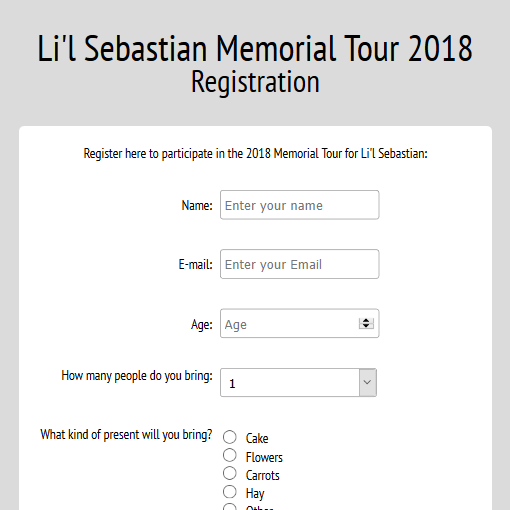 Li'l Sebastian Memorial Tour 2018
Registration
Register here to participate in the 2018 Memorial Tour for Li'l Sebastian:
Name: Enter your name
E-mail: Enter your Email
Age: Age
How many people do you bring: 1
What kind of present will you bring? Cake
Flowers
Carrots
Hay